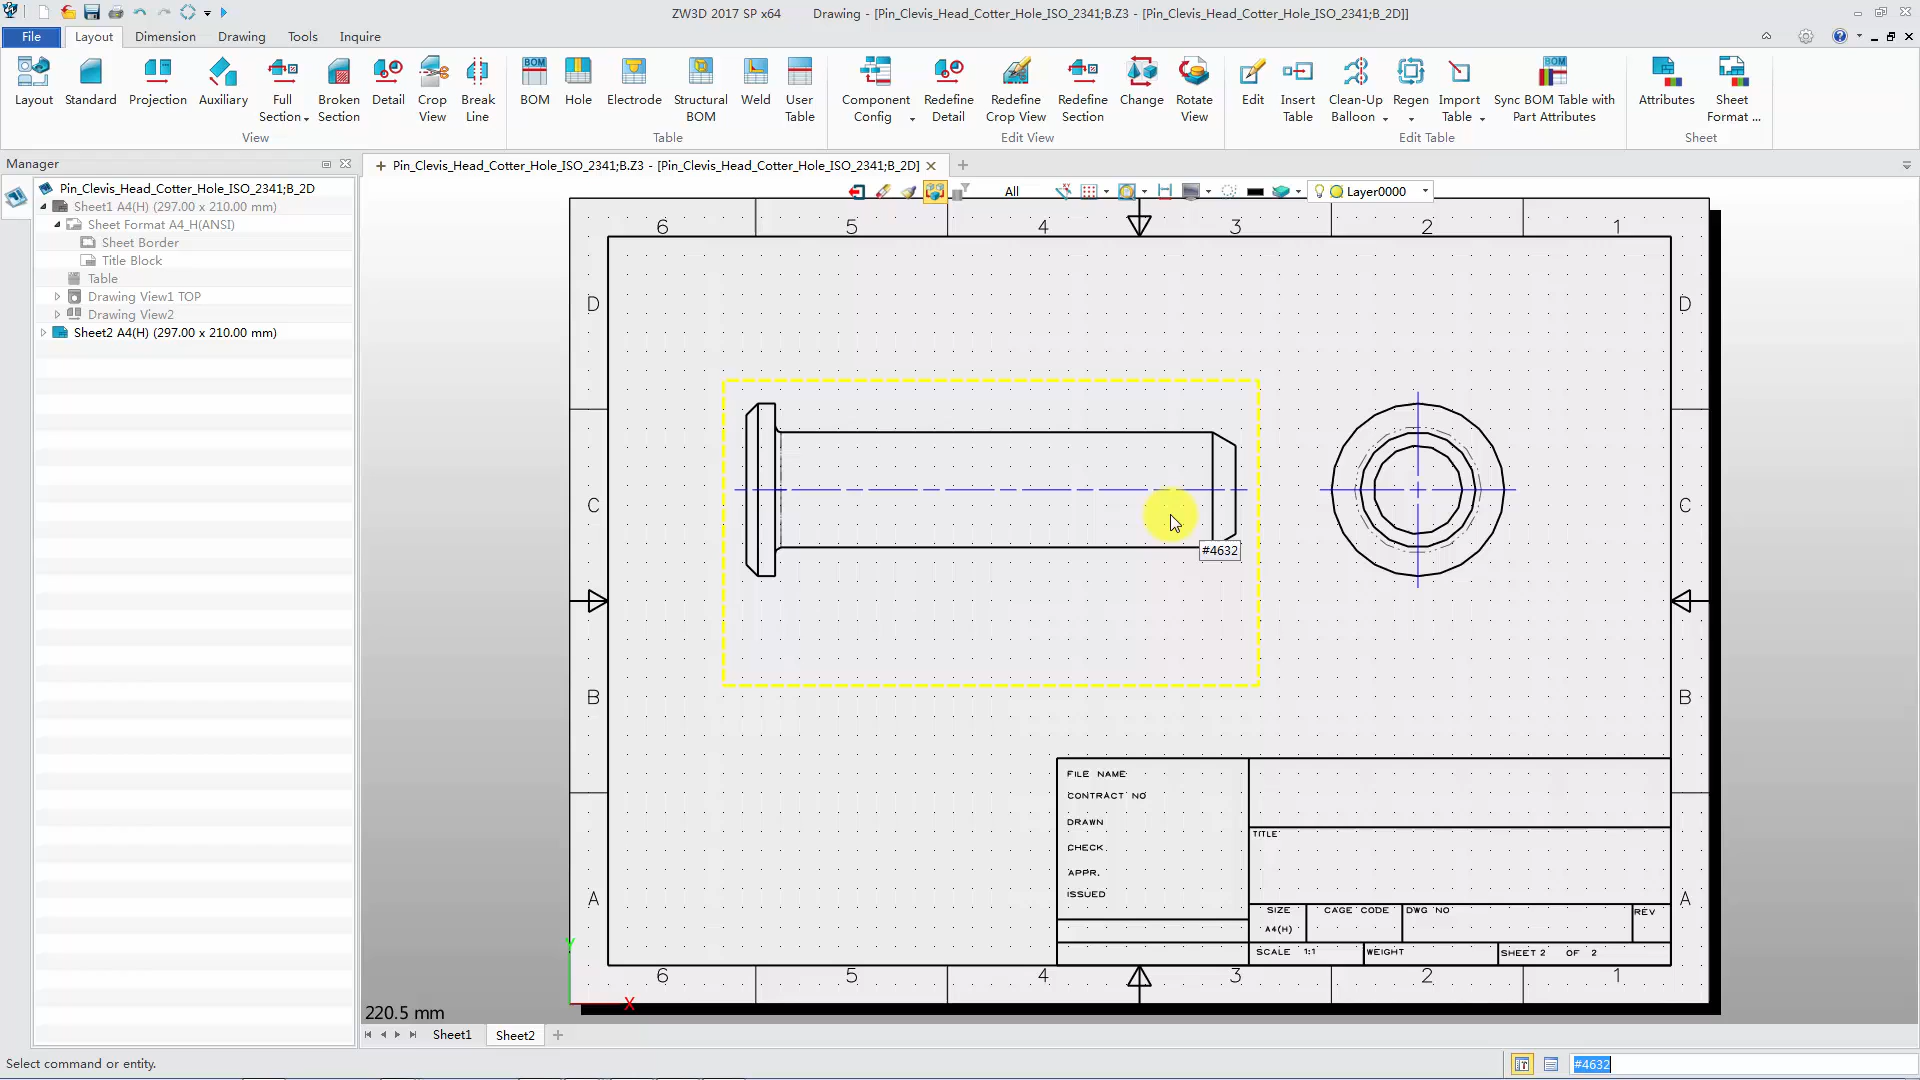 ZW3D 2017 SP x64 Drawing - [Pin_Clevis_Head_Cotter_Hole_ISO_2341;B.Z3 - [Pin_Clevis_Head_Cotter_Hole_ISO_2341;B_2D]]
File Layout Dimension Drawing Tools Inquire
Layout Standard Projection Auxiliary Full Section Broken Section Detail Crop View Break Line
View
BOM Hole Electrode Structural BOM Weld User Table
Table
Component Config Redefine Detail Redefine Crop View Redefine Section Change Rotate View
Edit View
Edit Insert Table Clean-Up Balloon Regen Import Table Sync BOM Table with Part Attributes
Edit Table
Attributes Sheet Format ...
Sheet
Manager
Pin_Clevis_Head_Cotter_Hole_ISO_2341;B.Z3 - [Pin_Clevis_Head_Cotter_Hole_ISO_2341;B_2D]
All
Layer0000
Pin_Clevis_Head_Cotter_Hole_ISO_2341;B_2D
Sheet1 A4(H) (297.00 x 210.00 mm)
Sheet Format A4_H(ANSI)
Sheet Border
Title Block
Table
Drawing View1 TOP
Drawing View2
Sheet2 A4(H) (297.00 x 210.00 mm)
6 5 4 3 2 1
D D
C C
#4632
B B
FILE NAME
CONTRACT NO
DRAWN
CHECK
APPR.
ISSUED
TITLE
A A
SIZE CAGE CODE DWG NO REV
A4(H)
SCALE 1:1 WEIGHT SHEET 2 OF 2
6 5 4 3 2 1
Y
X
220.5 mm
Sheet1 Sheet2
Select command or entity.
#4632